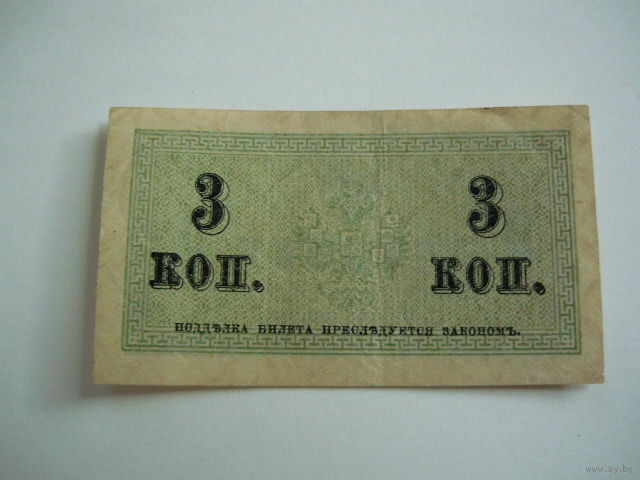 3 3
КОП. КОП.
ПОДДѢЛКА БИЛЕТА ПРЕСЛѢДУЕТСЯ ЗАКОНОМЪ.
www.ay.by